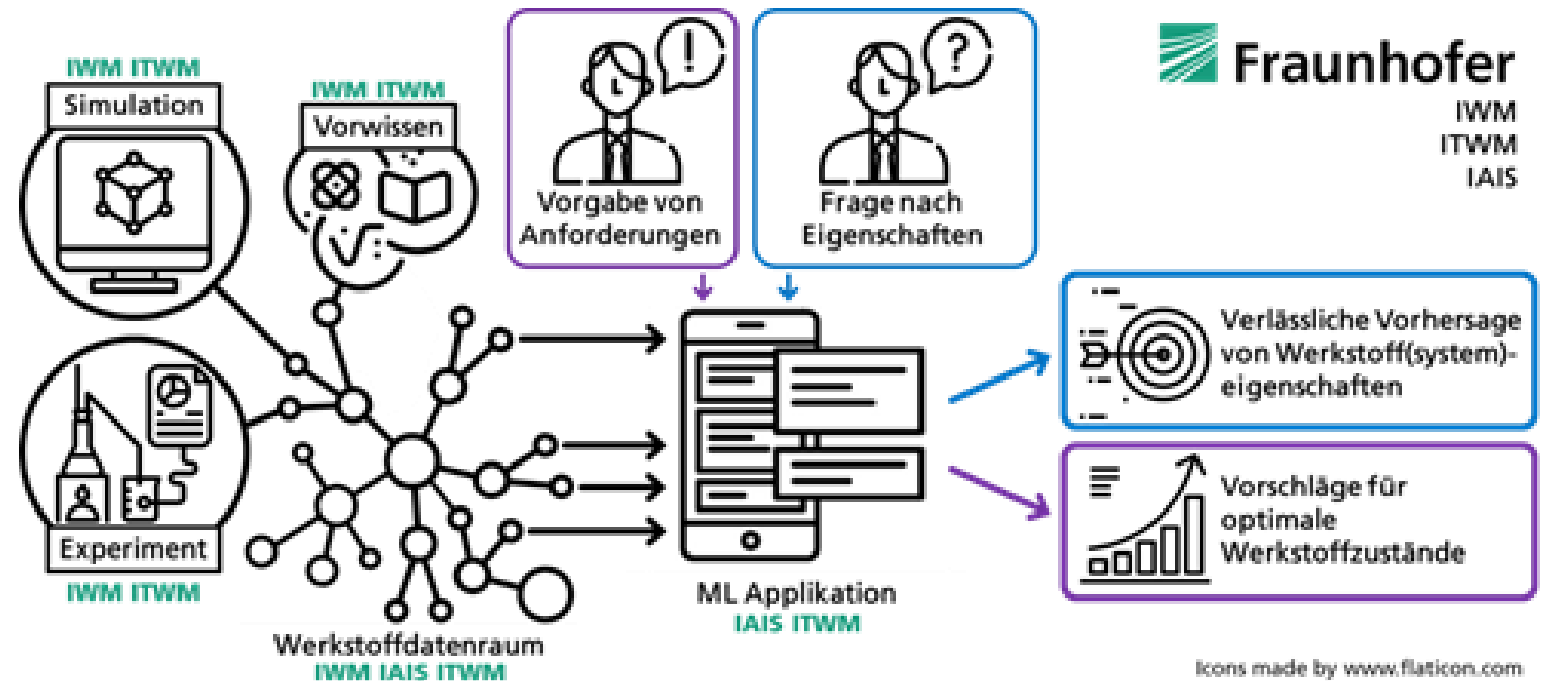 IWM ITWM
Simulation
IWM ITWM
Vorwissen
!
Vorgabe von
Anforderungen
?
Frage nach
Eigenschaften
Fraunhofer
IWM
ITWM
IAIS
Experiment
IWM ITWM
Werkstoffdatenraum
IWM IAIS ITWM
ML Applikation
IAIS ITWM
Verlässliche Vorhersage
von Werkstoff(system)-
eigenschaften
Vorschläge für
optimale
Werkstoffzustände
Icons made by www.flaticon.com